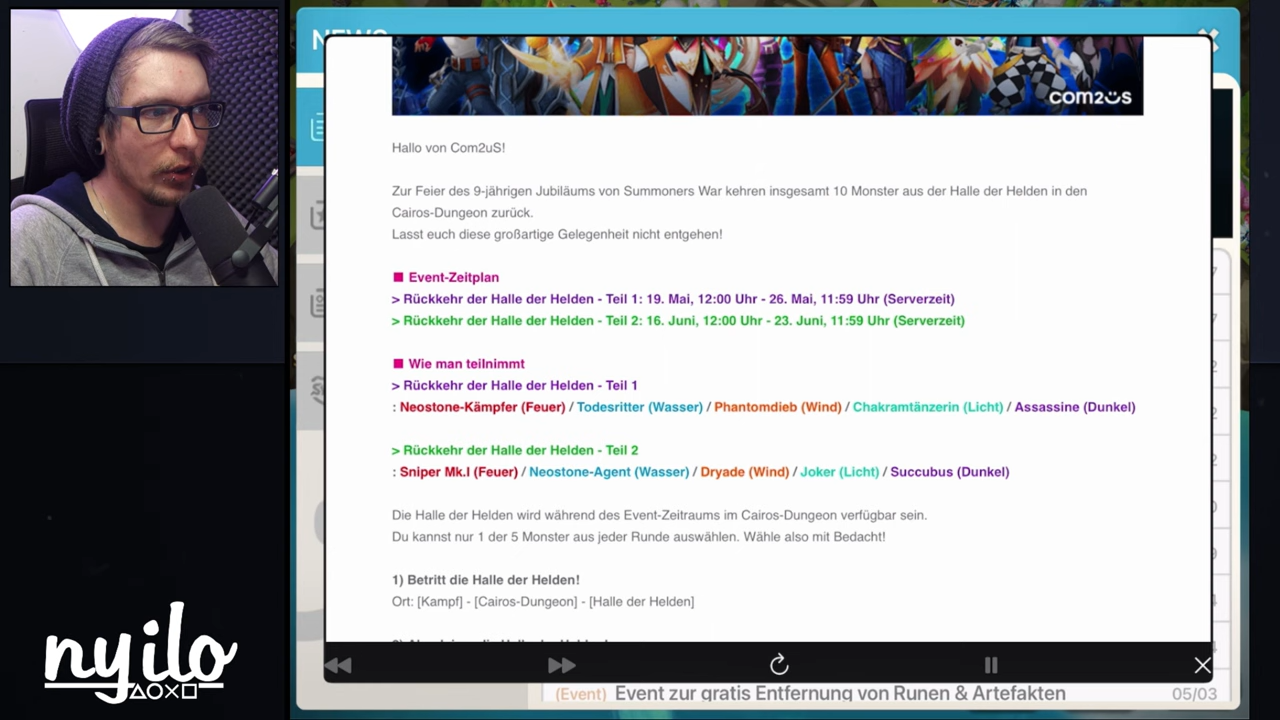 NEWS
COM2US
Hallo von Com2uS!
Zur Feier des 9-jährigen Jubiläums von Summoners War kehren insgesamt 10 Monster aus der Halle der Helden in den
Cairos-Dungeon zurück.
Lasst euch diese großartige Gelegenheit nicht entgehen!
■ Event-Zeitplan
> Rückkehr der Halle der Helden - Teil 1: 19. Mai, 12:00 Uhr - 26. Mai, 11:59 Uhr (Serverzeit)
> Rückkehr der Halle der Helden - Teil 2: 16. Juni, 12:00 Uhr - 23. Juni, 11:59 Uhr (Serverzeit)
■ Wie man teilnimmt
> Rückkehr der Halle der Helden - Teil 1
: Neostone-Kämpfer (Feuer) / Todesritter (Wasser) / Phantomdieb (Wind) / Chakramtänzerin (Licht) / Assassine (Dunkel)
> Rückkehr der Halle der Helden - Teil 2
: Sniper Mk.I (Feuer) / Neostone-Agent (Wasser) / Dryade (Wind) / Joker (Licht) / Succubus (Dunkel)
Die Halle der Helden wird während des Event-Zeitraums im Cairos-Dungeon verfügbar sein.
Du kannst nur 1 der 5 Monster aus jeder Runde auswählen. Wähle also mit Bedacht!
1) Betritt die Halle der Helden!
Ort: [Kampf] - [Cairos-Dungeon] - [Halle der Helden]
(Event) Event zur gratis Entfernung von Runen & Artefakten 05/03
nyilo